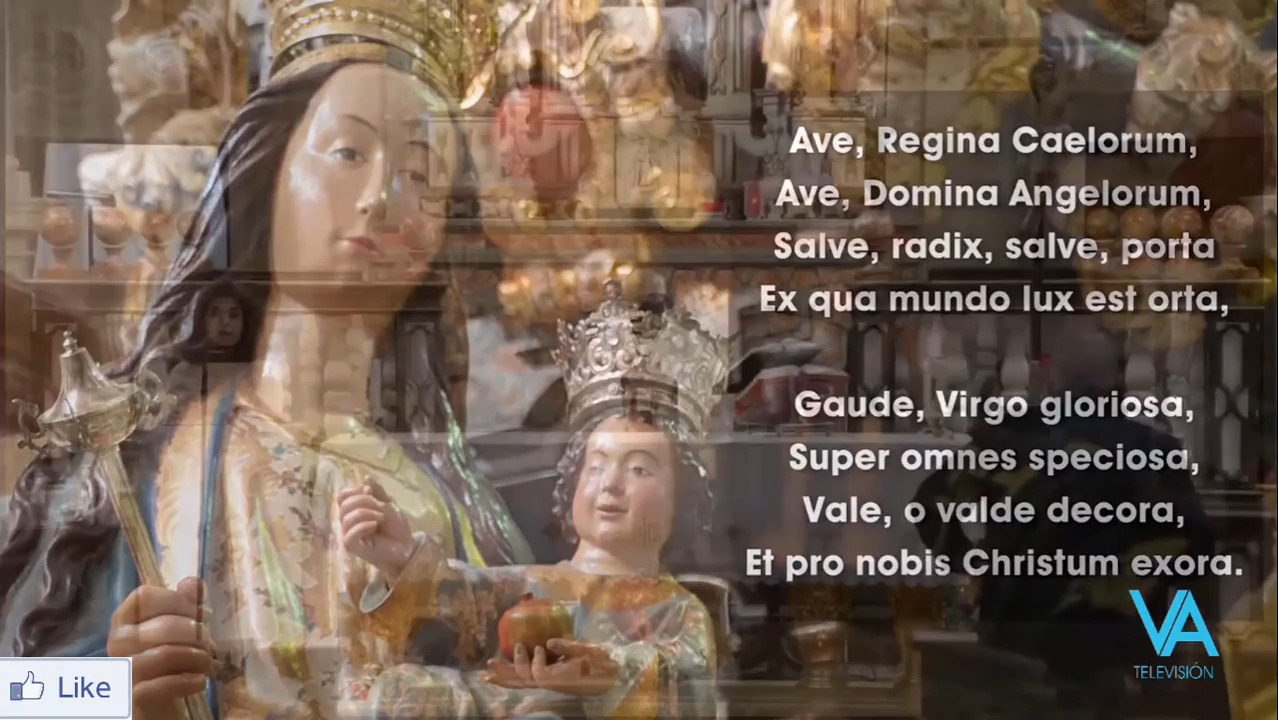 Ave, Regina Caelorum,
Ave, Domina Angelorum,
Salve, radix, salve, porta
Ex qua mundo lux est orta,
Gaude, Virgo gloriosa,
Super omnes speciosa,
Vale, o valde decora,
Et pro nobis Christum exora.
VA
TELEVISIÓN
Like